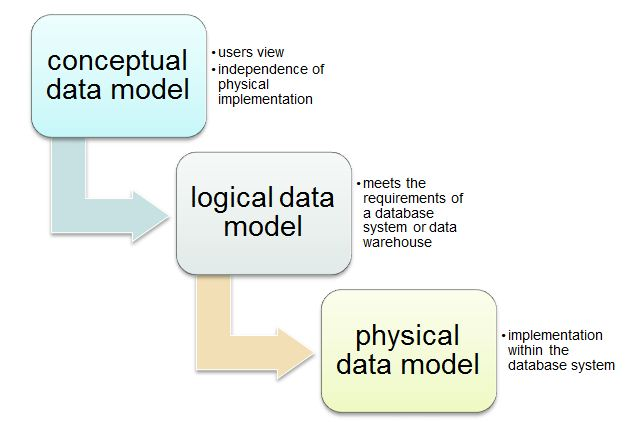 conceptual
data model
•users view
•independence of
physical
implementation
logical data
model
•meets the
requirements of
a database
system or data
warehouse
physical
data model
•implementation
within the
database system